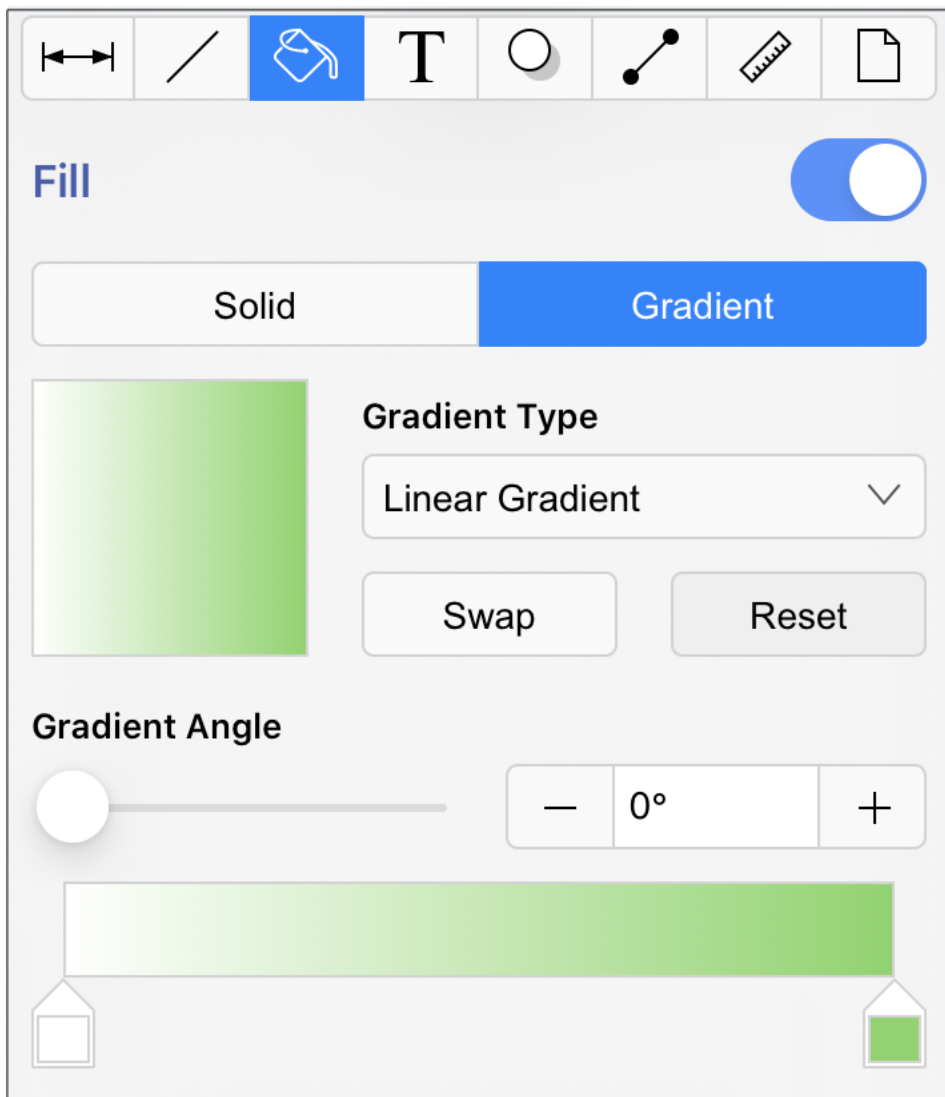 T
Fill
Solid
Gradient
Gradient Type
Linear Gradient
Swap
Reset
Gradient Angle
0°